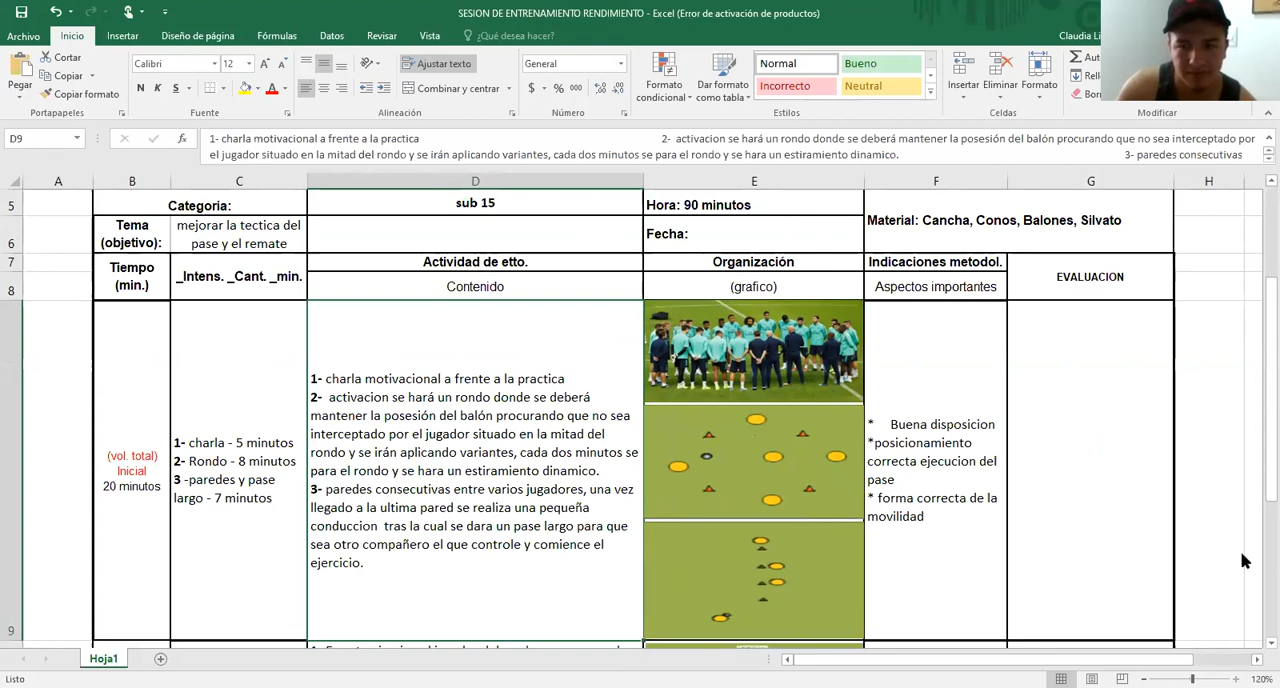 SESION DE ENTRENAMIENTO RENDIMIENTO - Excel (Error de activación de productos)
Archivo Inicio Insertar Diseño de página Fórmulas Datos Revisar Vista ¿Qué desea hacer? Claudia Li
Pegar
Cortar
Copiar
Copiar formato
Portapapeles
Calibri 12
N K S
Fuente
Ajustar texto
Combinar y centrar
Alineación
General
$ % 000
Número
Formato condicional
Dar formato como tabla
Normal Bueno
Incorrecto Neutral
Estilos
Insertar Eliminar Formato
Celdas
Aut
Relle
Borr
Modificar
D9
fx
1- charla motivacional a frente a la practica 2- activacion se hará un rondo donde se deberá mantener la posesión del balón procurando que no sea interceptado por
el jugador situado en la mitad del rondo y se irán aplicando variantes, cada dos minutos se para el rondo y se hara un estiramiento dinamico. 3- paredes consecutivas
A B C D E F G H
5
6
7
8
9
Categoria:
sub 15
Hora: 90 minutos
Material: Cancha, Conos, Balones, Silvato
Tema
(objetivo):
mejorar la tectica del
pase y el remate
Fecha:
Tiempo
(min.)
_Intens. _Cant. _min.
Actividad de etto.
Organización
Indicaciones metodol.
EVALUACION
Contenido
(grafico)
Aspectos importantes
(vol. total)
Inicial
20 minutos
1- charla - 5 minutos
2- Rondo - 8 minutos
3 -paredes y pase
largo - 7 minutos
1- charla motivacional a frente a la practica
2- activacion se hará un rondo donde se deberá
mantener la posesión del balón procurando que no sea
interceptado por el jugador situado en la mitad del
rondo y se irán aplicando variantes, cada dos minutos se
para el rondo y se hara un estiramiento dinamico.
3- paredes consecutivas entre varios jugadores, una vez
llegado a la ultima pared se realiza una pequeña
conduccion tras la cual se dara un pase largo para que
sea otro compañero el que controle y comience el
ejercicio.
* Buena disposicion
*posicionamiento
correcta ejecucion del
pase
* forma correcta de la
movilidad
Hoja1
Listo
120%